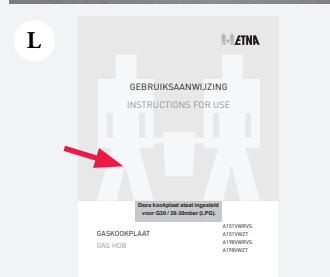 L
ETNA
GEBRUIKSAANWIJZING
INSTRUCTIONS FOR USE
Deze kookplaat staat ingesteld
voor G30 / 28-30mbar (LPG).
GASKOOKPLAAT
GAS HOB
A151VWRVS
A151VWZT
A198VWRVS
A198VWZT